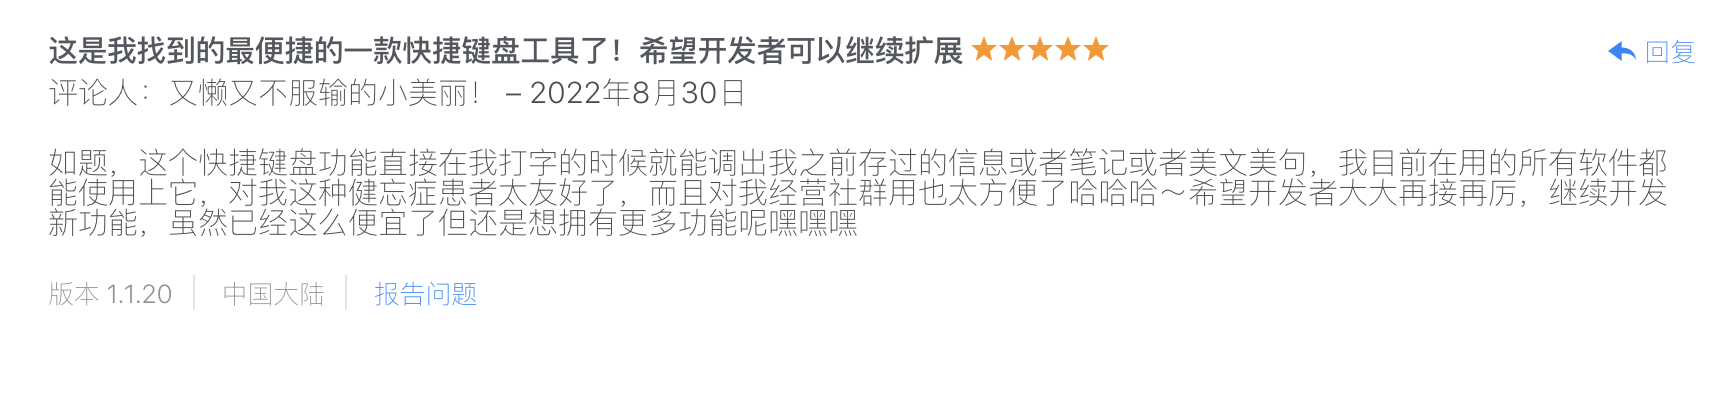 这是我找到的最便捷的一款快捷键盘工具了！希望开发者可以继续扩展 ★★★★★ 回复
评论人：又懒又不服输的小美丽！ – 2022年8月30日
如题，这个快捷键盘功能直接在我打字的时候就能调出我之前存过的信息或者笔记或者美文美句，我目前在用的所有软件都
能使用上它，对我这种健忘症患者太友好了，而且对我经营社群用也太方便了哈哈哈～希望开发者大大再接再厉，继续开发
新功能，虽然已经这么便宜了但还是想拥有更多功能呢嘿嘿嘿
版本 1.1.20 中国大陆 报告问题